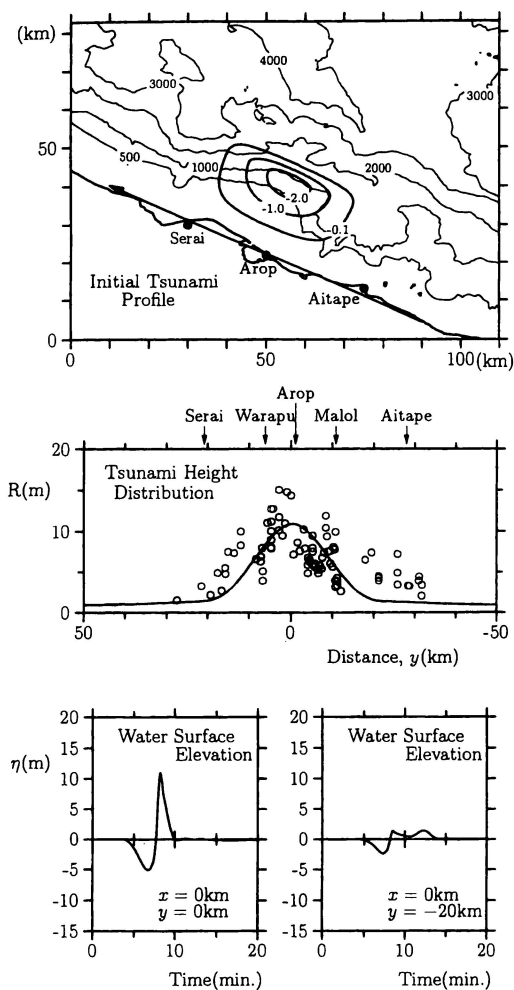 (km)
4000
3000
3000
50
500
1000
2000
-2.0
-1.0
-0.1
Serai
Arop
Aitape
Initial Tsunami
Profile
0
0
50
100(km)
Arop
Serai Warapu Malol Aitape
20
R(m)
Tsunami Height
Distribution
10
0
50
0
-50
Distance, y(km)
20
15
10
5
0
-5
-10
-15
η(m)
Water Surface
Elevation
x = 0km
y = 0km
0
10
20
Time(min.)
20
15
10
5
0
-5
-10
-15
Water Surface
Elevation
x = 0km
y = −20km
0
10
20
Time(min.)